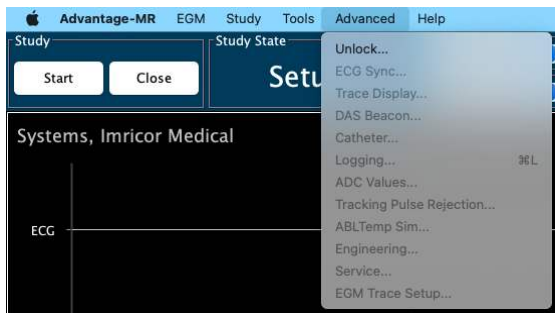 Advantage-MR EGM Study Tools Advanced Help
Study
Study State
Start Close
Setu
Unlock...
ECG Sync...
Trace Display...
DAS Beacon...
Catheter...
Logging... ⌘L
ADC Values...
Tracking Pulse Rejection...
ABLTemp Sim...
Engineering...
Service...
EGM Trace Setup...
Systems, Imricor Medical
ECG